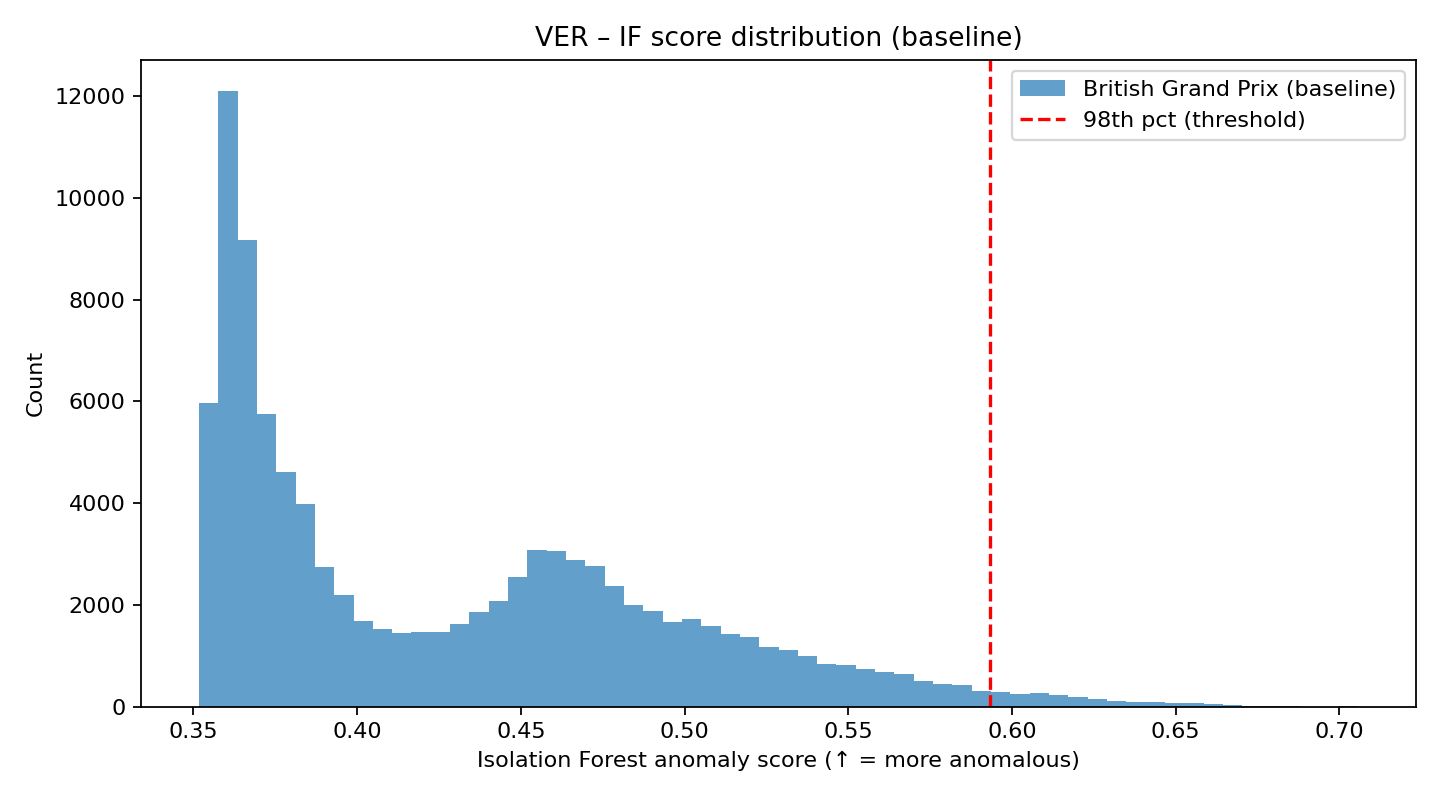 VER – IF score distribution (baseline)
British Grand Prix (baseline)
98th pct (threshold)
12000
10000
8000
6000
4000
2000
0
Count
0.35 0.40 0.45 0.50 0.55 0.60 0.65 0.70
Isolation Forest anomaly score (↑ = more anomalous)